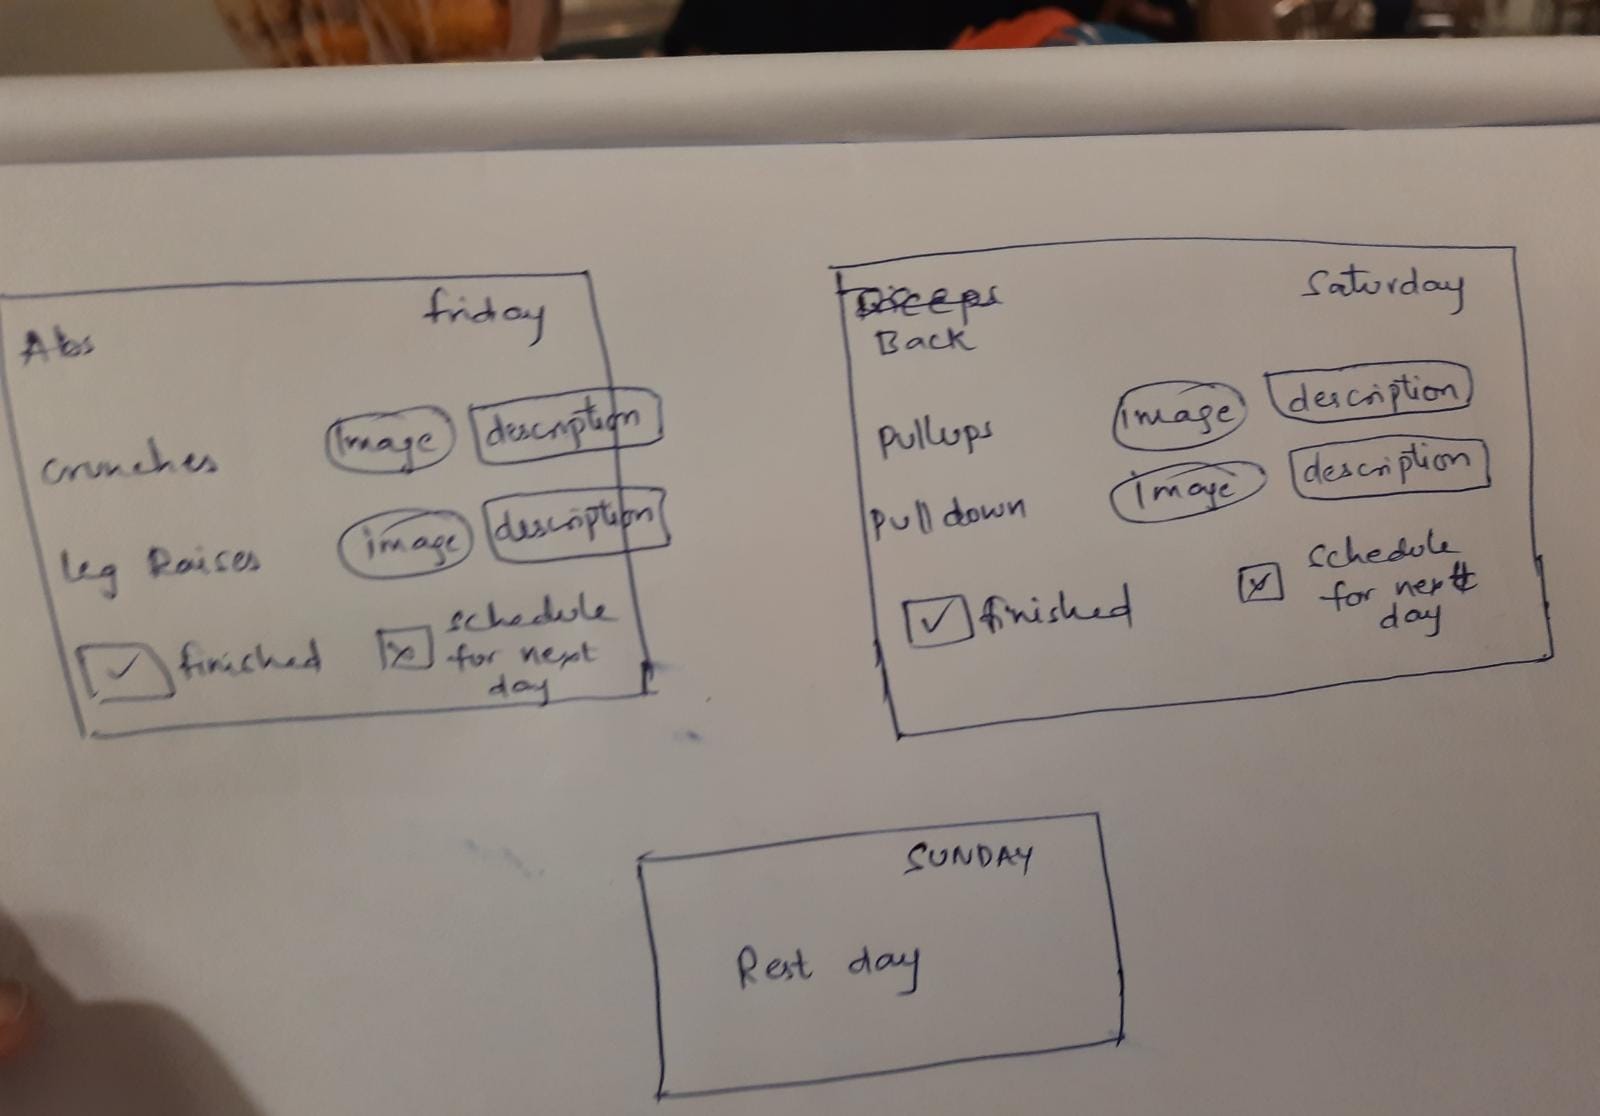 friday
Abs
Crunches image description
leg Raises image description
finished schedule
for next
day
Saturday
Biceps
Back
Pullups image description
Pull down image description
finished schedule
for next
day
SUNDAY
Rest day